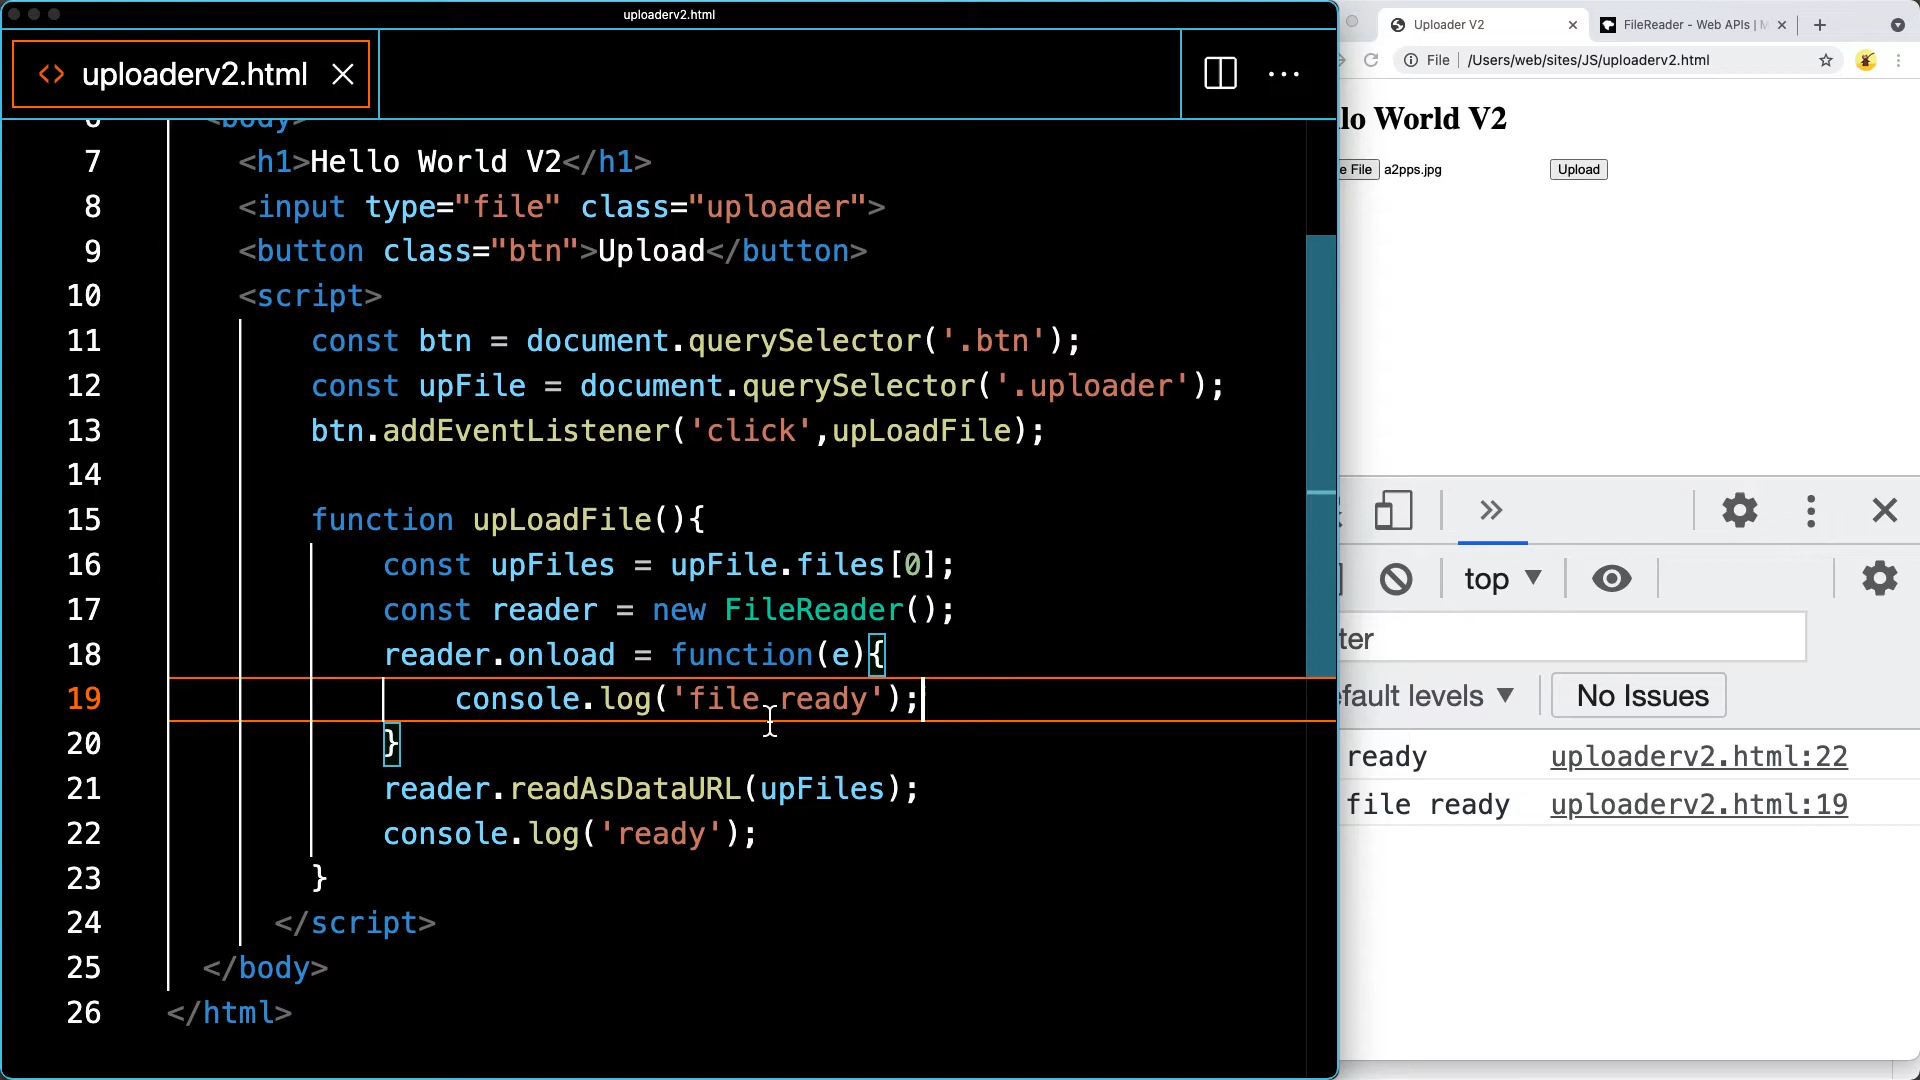 uploaderv2.html
<> uploaderv2.html
6 <body>
7 <h1>Hello World V2</h1>
8 <input type="file" class="uploader">
9 <button class="btn">Upload</button>
10 <script>
11 const btn = document.querySelector('.btn');
12 const upFile = document.querySelector('.uploader');
13 btn.addEventListener('click',upLoadFile);
14
15 function upLoadFile(){
16 const upFiles = upFile.files[0];
17 const reader = new FileReader();
18 reader.onload = function(e){
19 console.log('file ready');
20 }
21 reader.readAsDataURL(upFiles);
22 console.log('ready');
23 }
24 </script>
25 </body>
26 </html>
Uploader V2
FileReader - Web APIs |
File | /Users/web/sites/JS/uploaderv2.html
lo World V2
e File a2pps.jpg Upload
top
ter
efault levels No Issues
ready uploaderv2.html:22
file ready uploaderv2.html:19